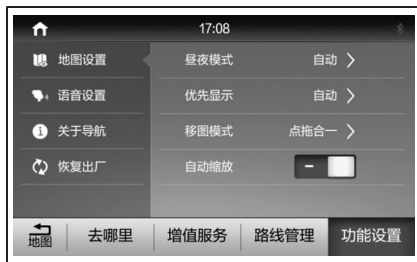 17:08
地图设置
昼夜模式 自动
语音设置
优先显示 自动
关于导航
移图模式 点拖合一
恢复出厂
自动缩放
地图 去哪里 增值服务 路线管理 功能设置